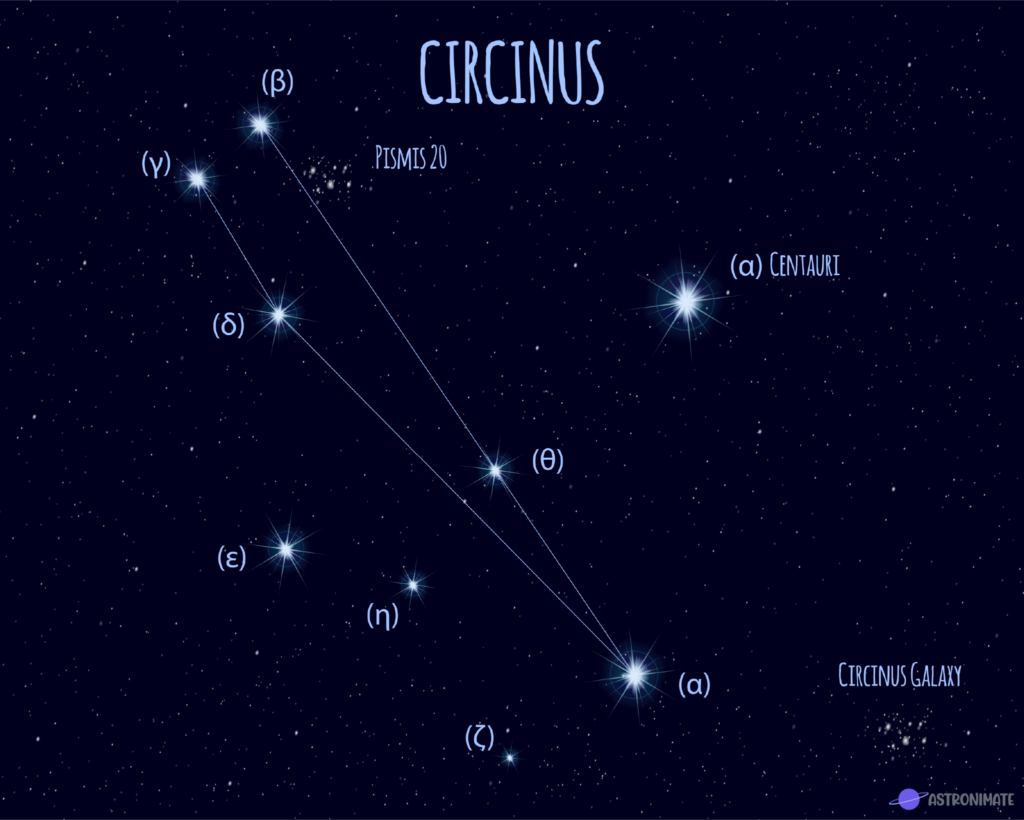 CIRCINUS
(β)
PISMIS 20
(γ)
(α) CENTAURI
(δ)
(θ)
(ε)
(η)
(α)
CIRCINUS GALAXY
(ζ)
ASTRONIMATE